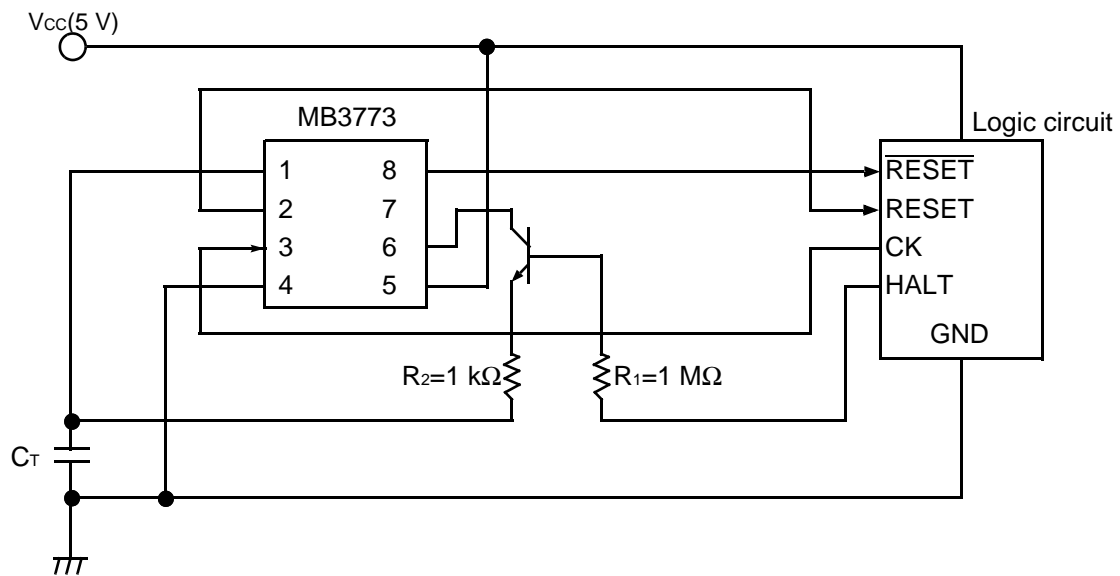 VCC(5 V)
MB3773
Logic circuit
1 8
2 7
3 6
4 5
RESET
RESET
CK
HALT
GND
R2=1 kΩ
R1=1 MΩ
CT